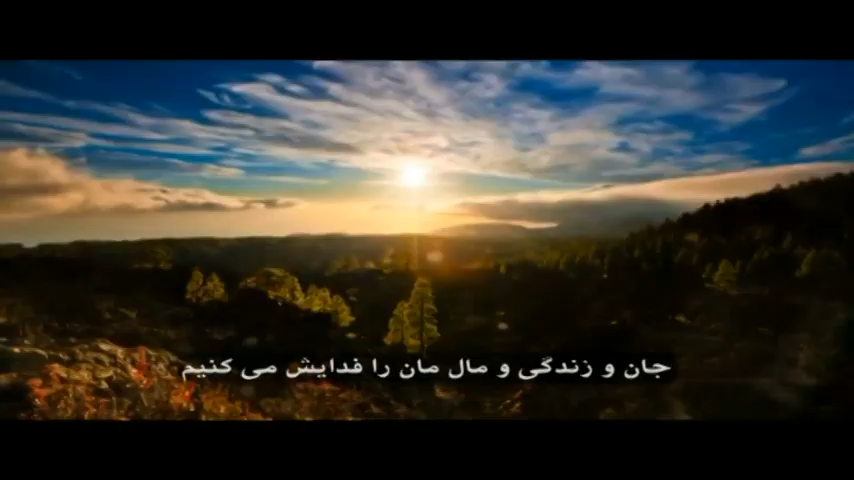 جان و زندگی و مال مان را فدایش می کنیم